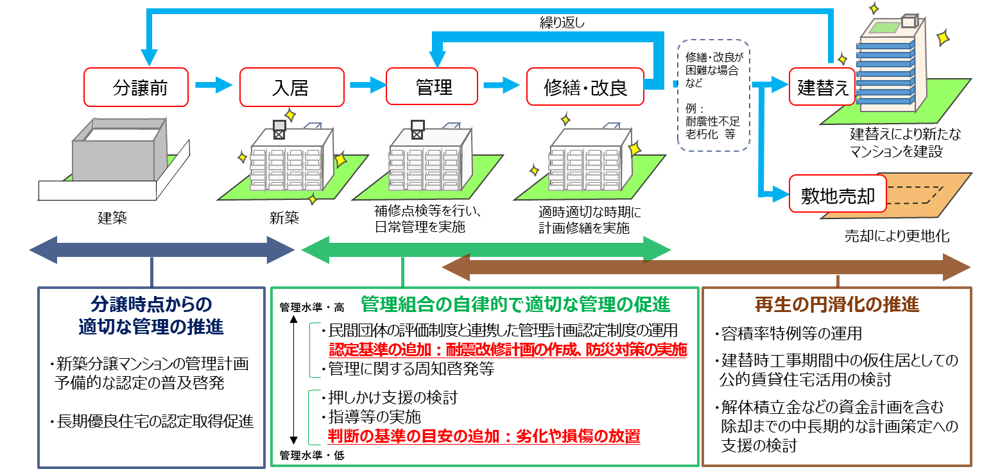 繰り返し
分譲前
入居
管理
修繕・改良
修繕・改良が
困難な場合
など
例：
耐震性不足
老朽化 等
建替え
建替えにより新たな
マンションを建設
敷地売却
売却により更地化
建築
新築
補修点検等を行い、
日常管理を実施
適時適切な時期に
計画修繕を実施
分譲時点からの
適切な管理の推進
・新築分譲マンションの管理計画
予備的な認定の普及啓発
・長期優良住宅の認定取得促進
管理組合の自律的で適切な管理の促進
管理水準・高
・民間団体の評価制度と連携した管理計画認定制度の運用
認定基準の追加：耐震改修計画の作成、防災対策の実施
・管理に関する周知啓発等
・押しかけ支援の検討
・指導等の実施
判断の基準の目安の追加：劣化や損傷の放置
管理水準・低
再生の円滑化の推進
・容積率特例等の運用
・建替時工事期間中の仮住居としての
公的賃貸住宅活用の検討
・解体積立金などの資金計画を含む
除却までの中長期的な計画策定への
支援の検討